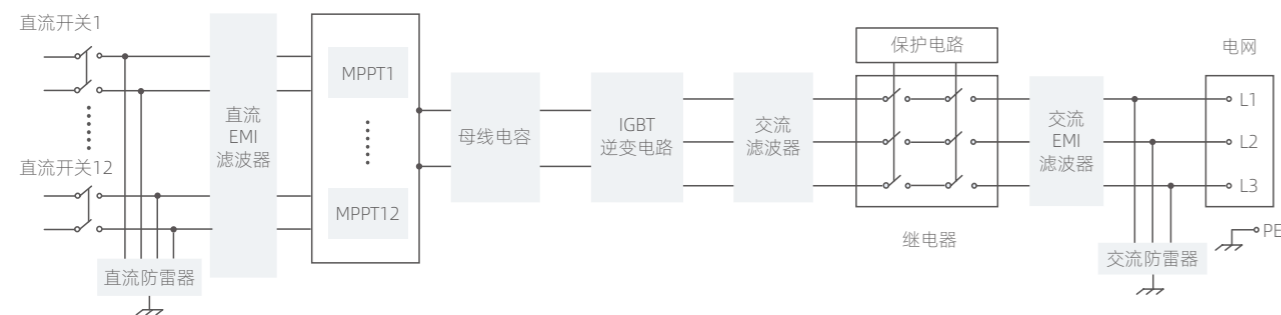 直流开关1
直流开关12
直流防雷器
直流
EMI
滤波器
MPPT1
MPPT12
母线电容
IGBT
逆变电路
交流
滤波器
保护电路
继电器
交流
EMI
滤波器
电网
L1
L2
L3
PE
交流防雷器